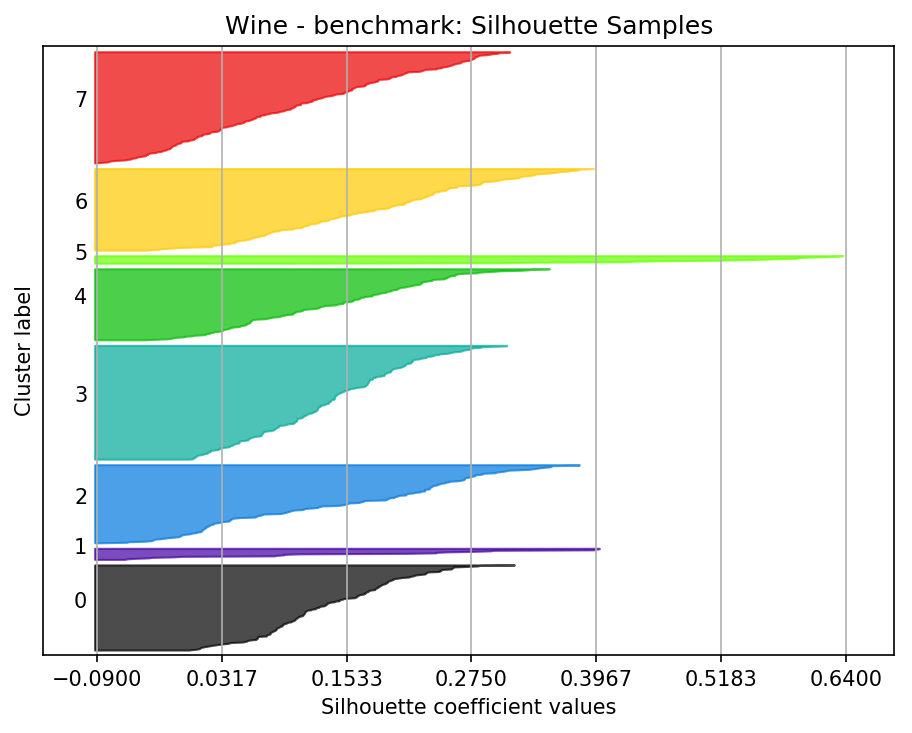 Wine - benchmark: Silhouette Samples
7
6
5
4
3
2
1
0
Cluster label
−0.0900 0.0317 0.1533 0.2750 0.3967 0.5183 0.6400
Silhouette coefficient values